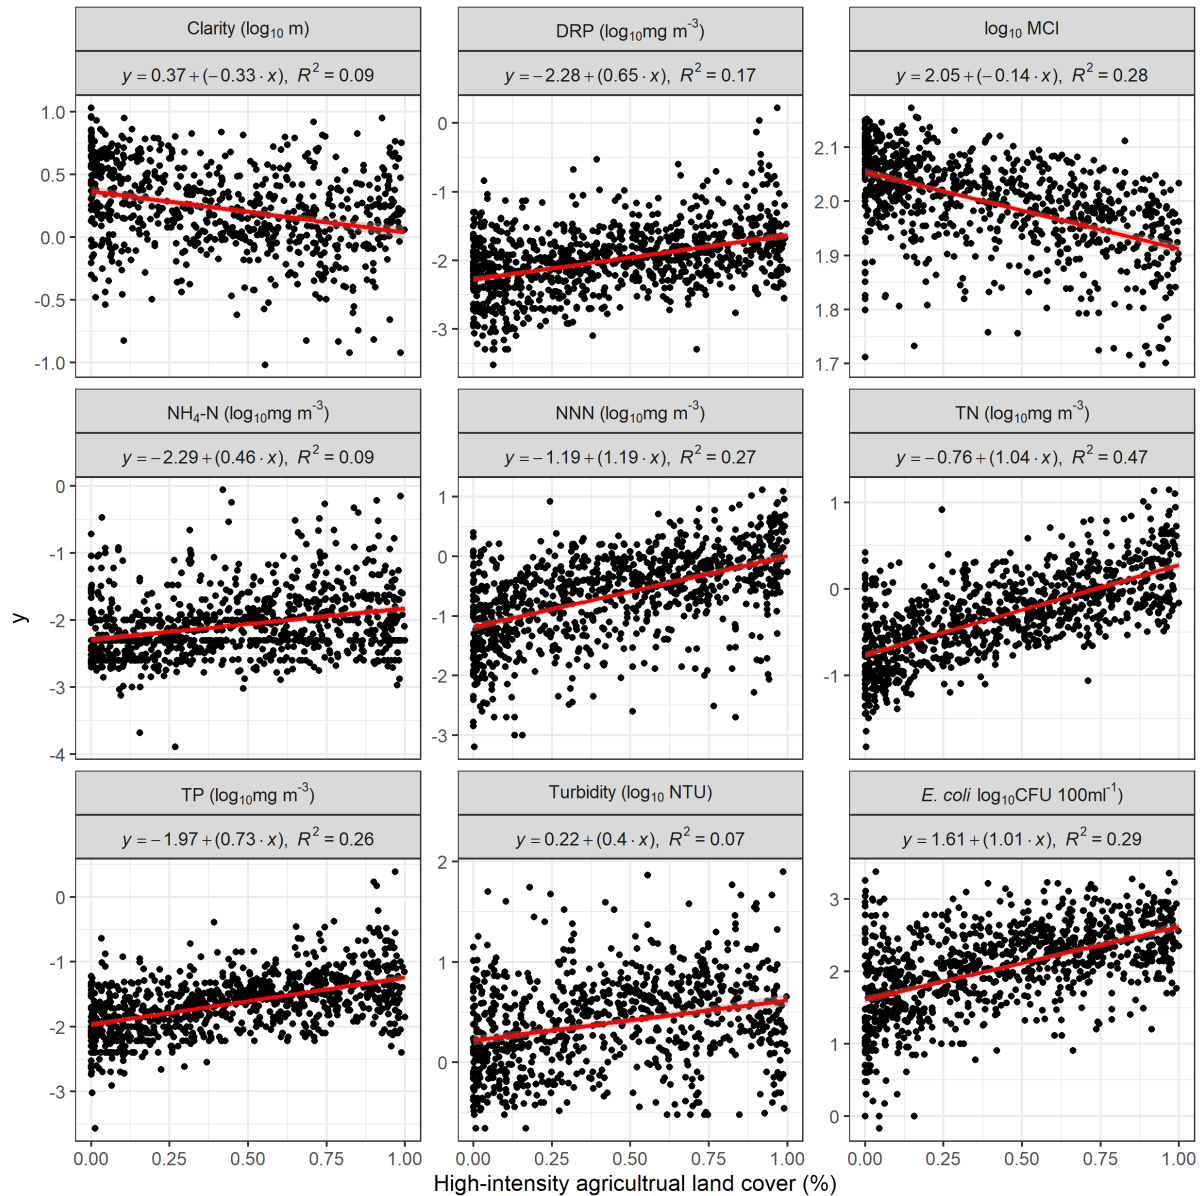 Clarity (log₁₀ m)
DRP (log₁₀mg m⁻³)
log₁₀ MCI
y = 0.37 + (−0.33 · x), R² = 0.09
y = −2.28 + (0.65 · x), R² = 0.17
y = 2.05 + (−0.14 · x), R² = 0.28
1.0
0.5
0.0
-0.5
-1.0
0
-1
-2
-3
2.1
2.0
1.9
1.8
1.7
NH₄-N (log₁₀mg m⁻³)
NNN (log₁₀mg m⁻³)
TN (log₁₀mg m⁻³)
y = −2.29 + (0.46 · x), R² = 0.09
y = −1.19 + (1.19 · x), R² = 0.27
y = −0.76 + (1.04 · x), R² = 0.47
0
-1
-2
-3
-4
1
0
-1
-2
-3
1
0
-1
y
TP (log₁₀mg m⁻³)
Turbidity (log₁₀ NTU)
E. coli log₁₀CFU 100ml⁻¹)
y = −1.97 + (0.73 · x), R² = 0.26
y = 0.22 + (0.4 · x), R² = 0.07
y = 1.61 + (1.01 · x), R² = 0.29
0
-1
-2
-3
2
1
0
3
2
1
0
0.00 0.25 0.50 0.75 1.00
0.00 0.25 0.50 0.75 1.00
0.00 0.25 0.50 0.75 1.00
High-intensity agricultrual land cover (%)